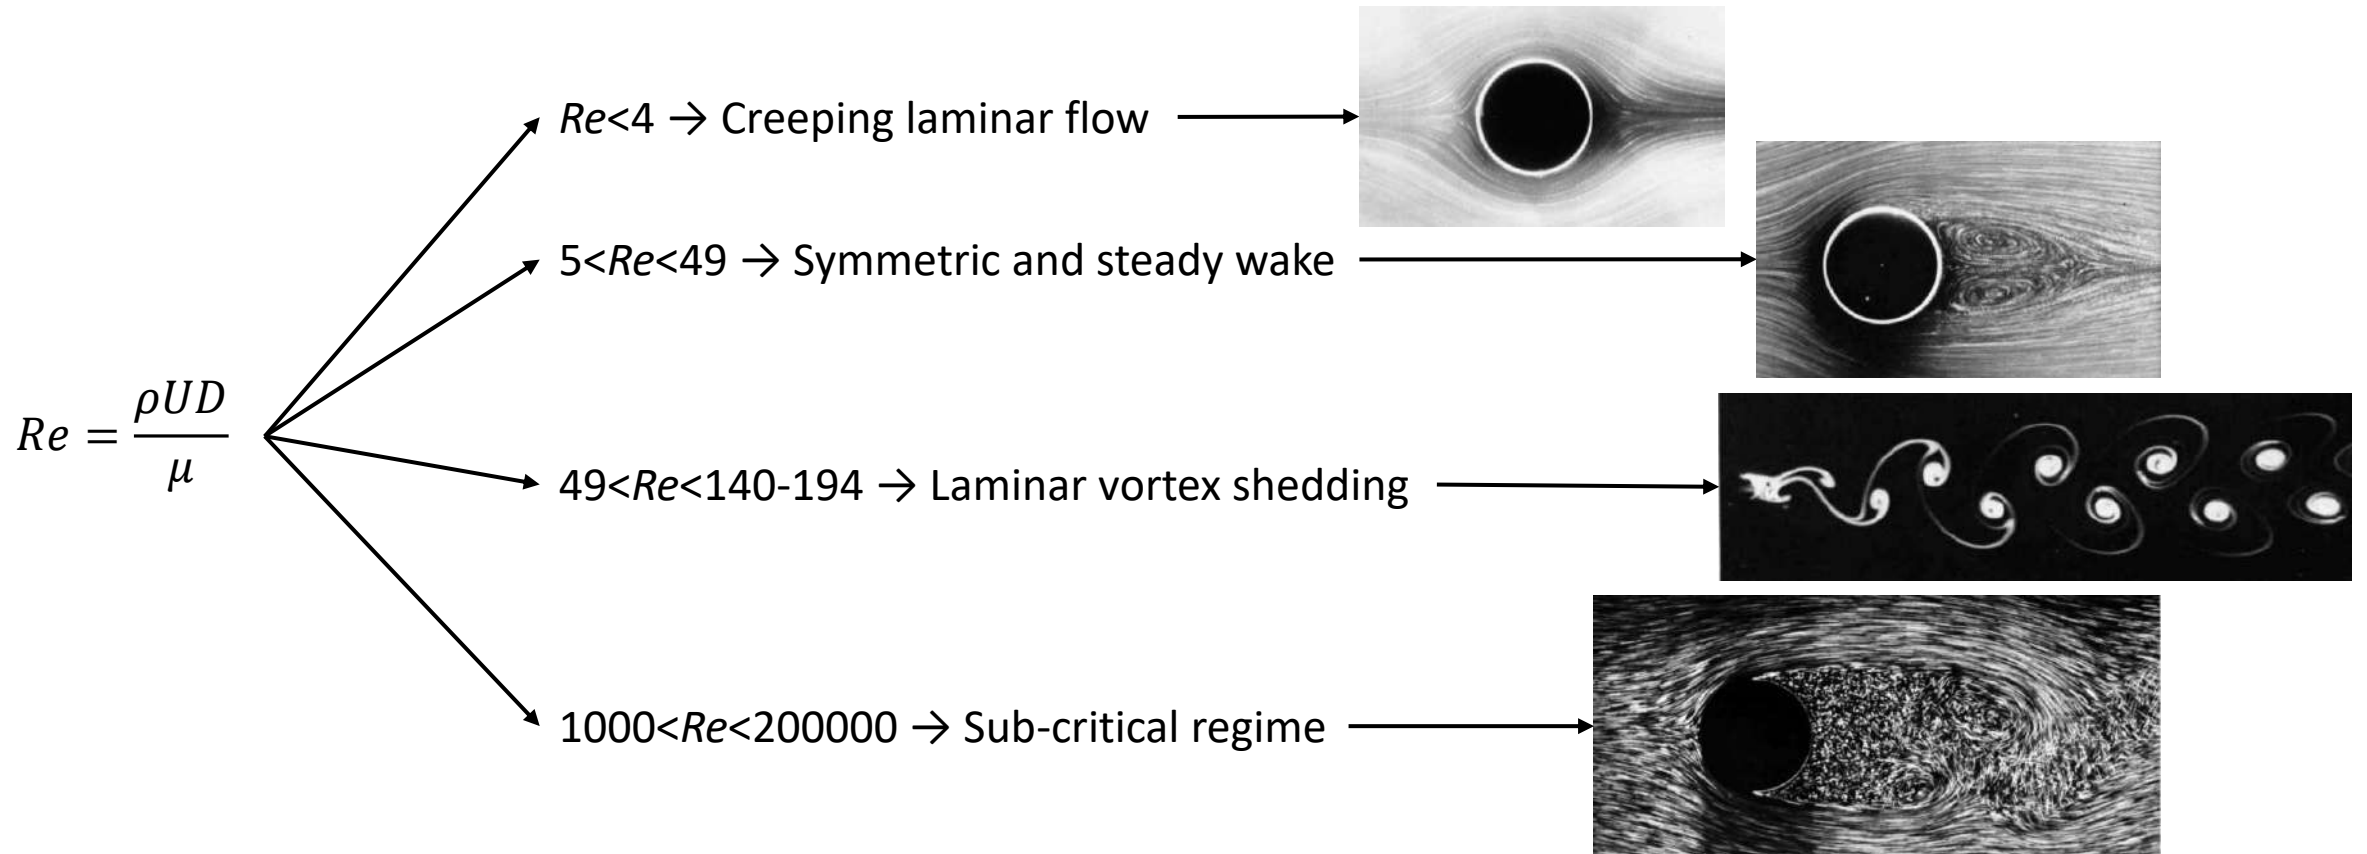 Re<4 → Creeping laminar flow
5<Re<49 → Symmetric and steady wake
Re = ρUD/μ
49<Re<140-194 → Laminar vortex shedding
1000<Re<200000 → Sub-critical regime